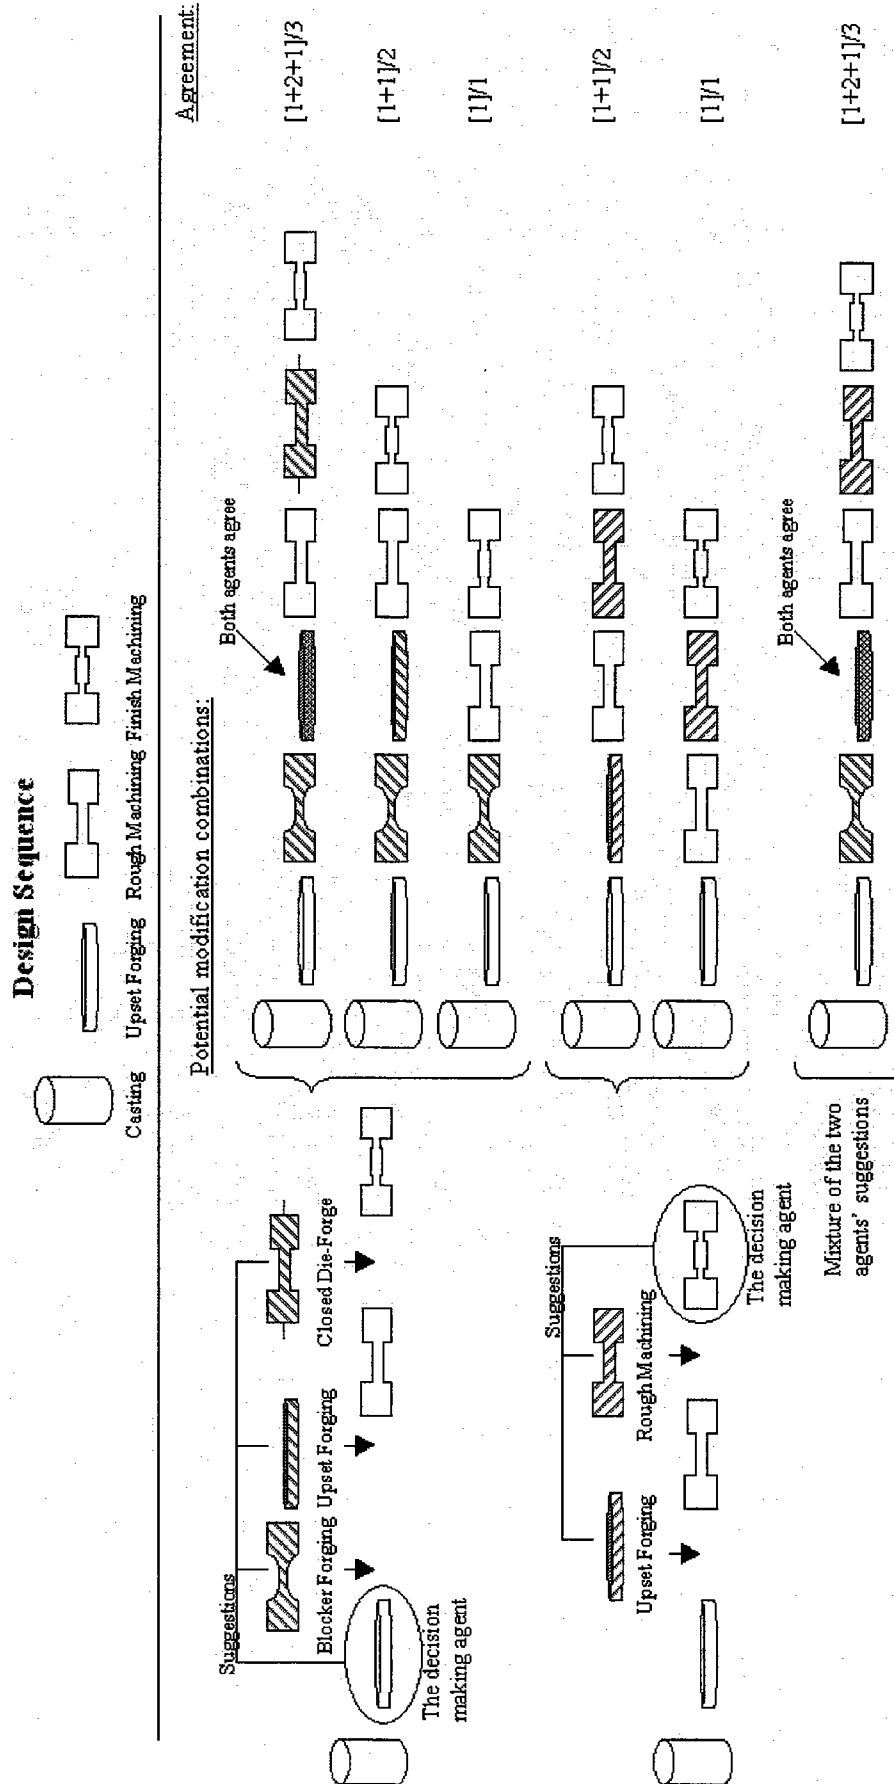 Design Sequence
Casting
Upset Forging
Rough Machining
Finish Machining
Suggestions
Blocker Forging
Upset Forging
Closed Die-Forge
The decision
making agent
Potential modification combinations:
Agreement:
Both agents agree
[1+2+1]/3
[1+1]/2
[1]/1
Suggestions
Upset Forging
Rough Machining
The decision
making agent
[1+1]/2
[1]/1
Mixture of the two
agents' suggestions
Both agents agree
[1+2+1]/3